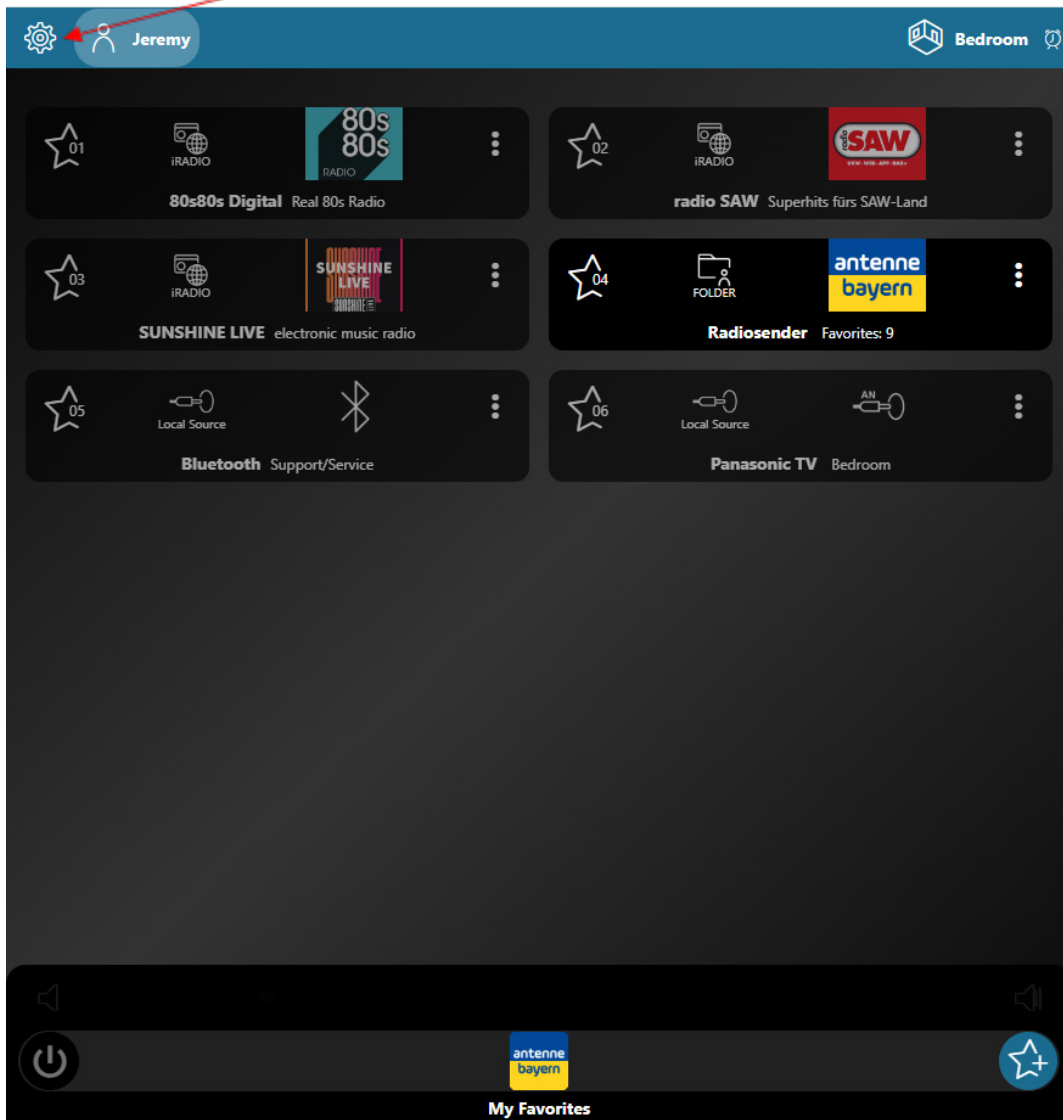 Jeremy
Bedroom
01
iRADIO
80s
80s
RADIO
80s80s Digital Real 80s Radio
02
iRADIO
radio SAW
radio SAW Superhits fürs SAW-Land
03
iRADIO
SUNSHINE
LIVE
SUNSHINE LIVE electronic music radio
04
FOLDER
antenne
bayern
Radiosender Favorites: 9
05
Local Source
Bluetooth Support/Service
06
Local Source
AN
Panasonic TV Bedroom
antenne
bayern
My Favorites